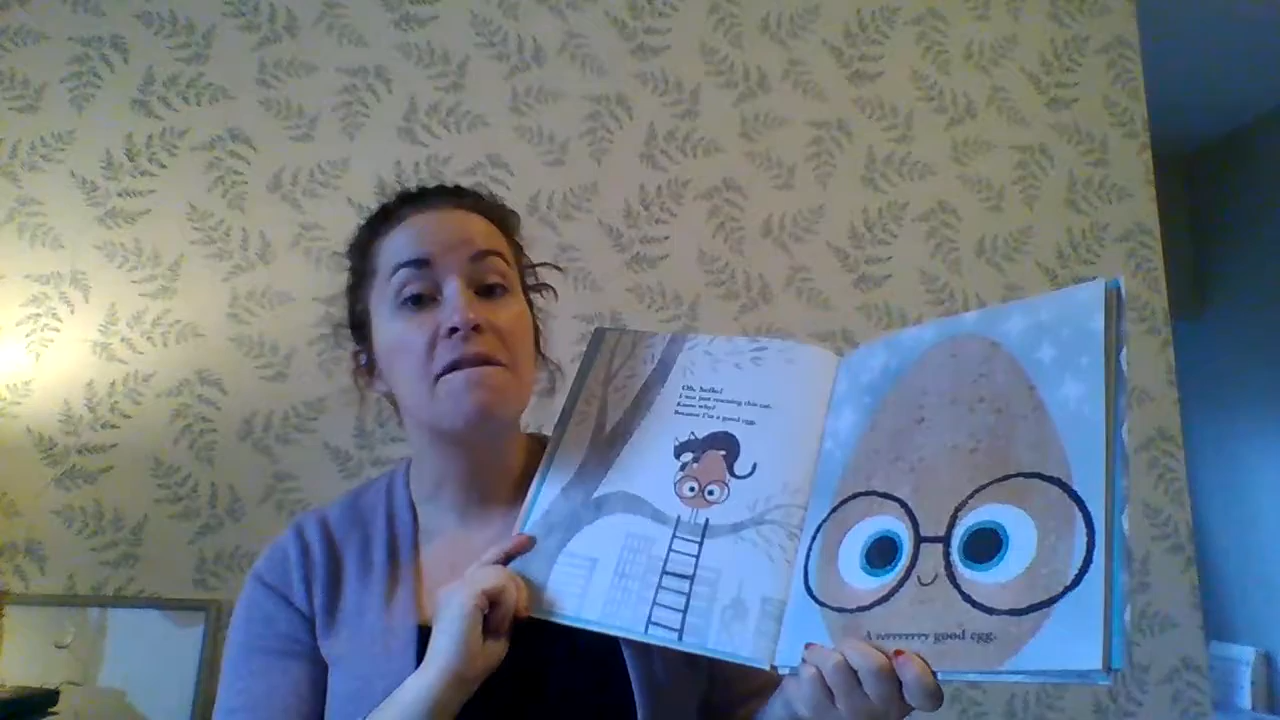 Oh, hello!
I was just rescuing this cat.
Know why?
Because I'm a good egg.
A verrrrrry good egg.